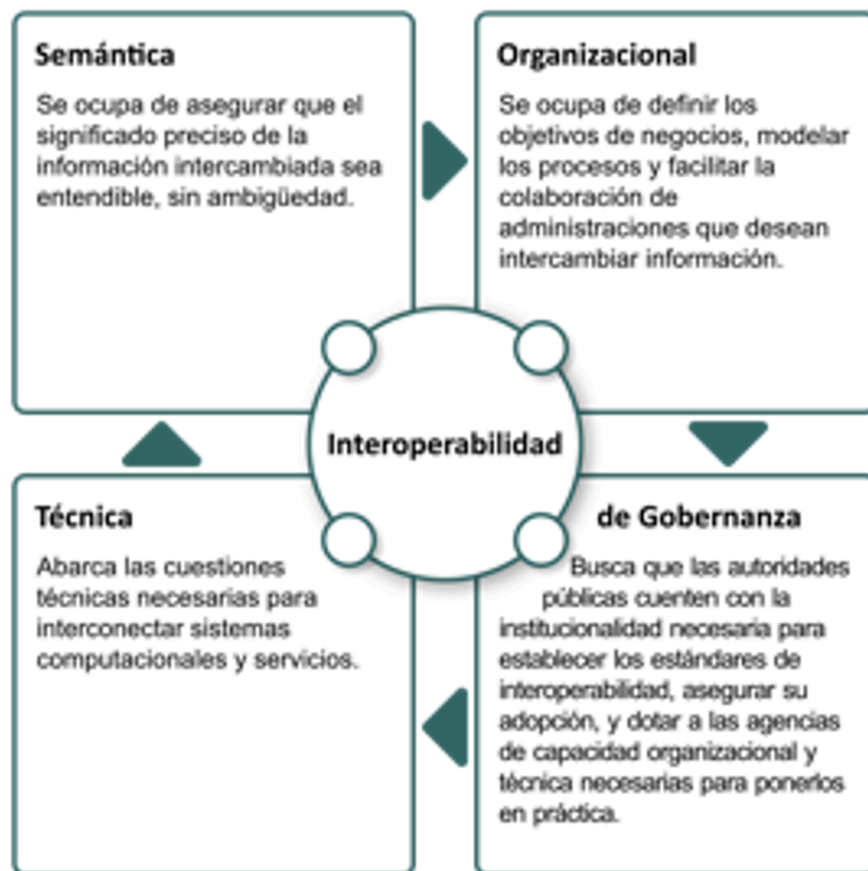 Semántica
Se ocupa de asegurar que el
significado preciso de la
información intercambiada sea
entendible, sin ambigüedad.
Organizacional
Se ocupa de definir los
objetivos de negocios, modelar
los procesos y facilitar la
colaboración de
administraciones que desean
intercambiar información.
Interoperabilidad
Técnica
Abarca las cuestiones
técnicas necesarias para
interconectar sistemas
computacionales y servicios.
de Gobernanza
Busca que las autoridades
públicas cuenten con la
institucionalidad necesaria para
establecer los estándares de
interoperabilidad, asegurar su
adopción, y dotar a las agencias
de capacidad organizacional y
técnica necesarias para ponerlos
en práctica.